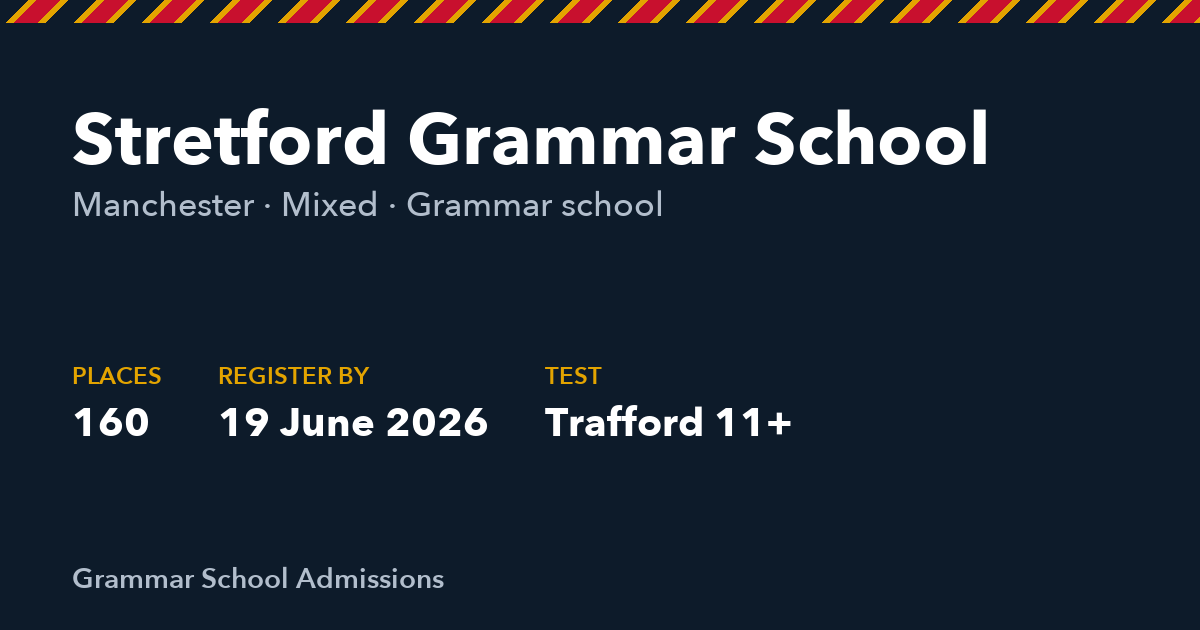 Stretford Grammar School
Manchester · Mixed · Grammar school
PLACES
160
REGISTER BY
19 June 2026
TEST
Trafford 11+
Grammar School Admissions